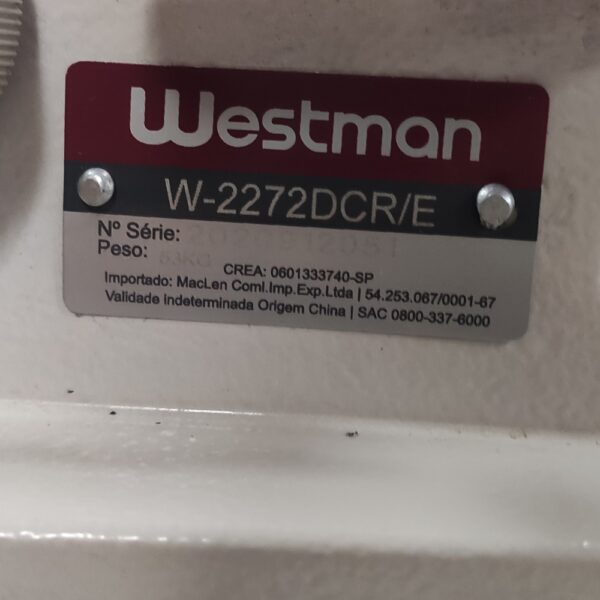 Westman
W-2272DCR/E
Nº Série:
Peso: 53KG
CREA: 0601333740-SP
Importado: MacLen Coml.Imp.Exp.Ltda | 54.253.067/0001-67
Validade Indeterminada Origem China | SAC 0800-337-6000